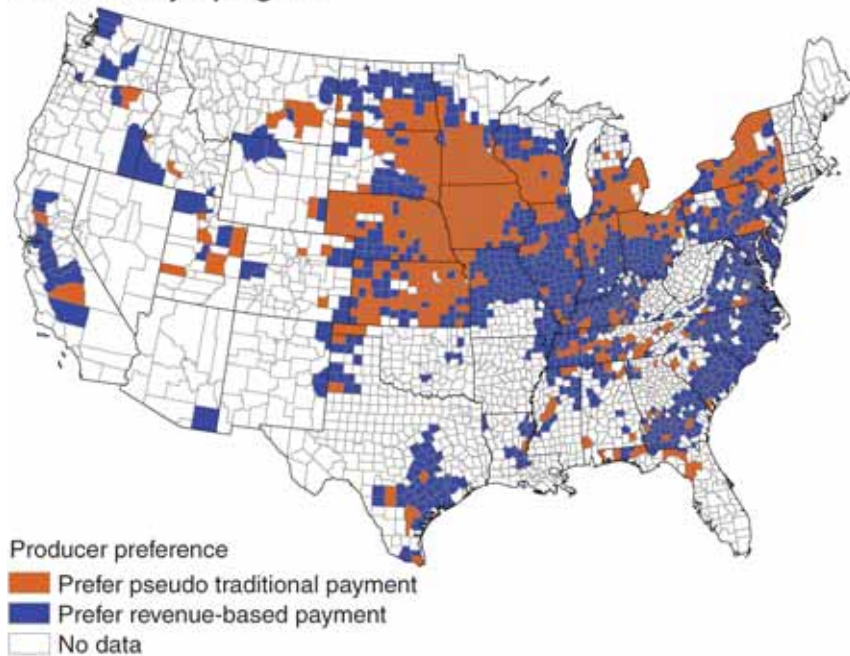 Producer preference
Prefer pseudo traditional payment
Prefer revenue-based payment
No data